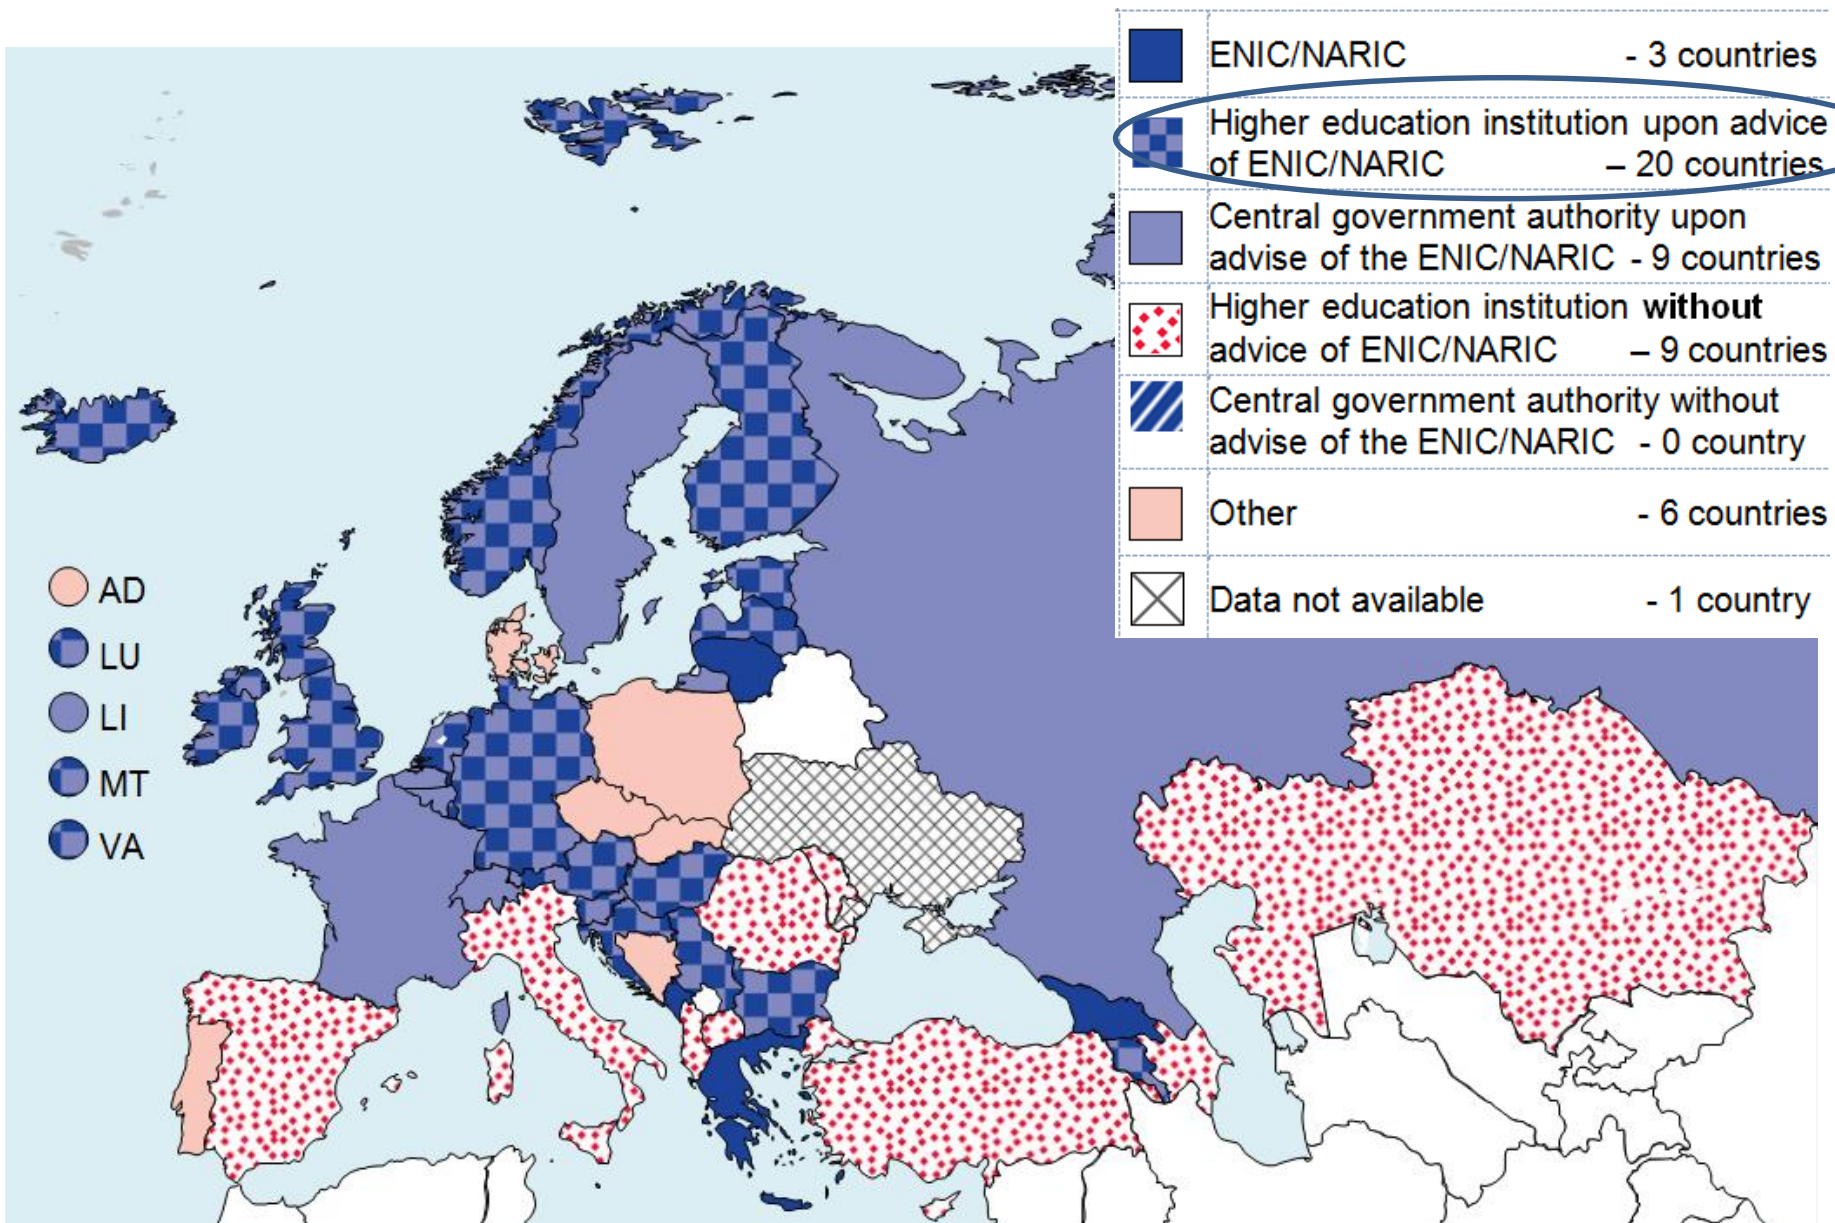 ENIC/NARIC - 3 countries
Higher education institution upon advice
of ENIC/NARIC – 20 countries
Central government authority upon
advise of the ENIC/NARIC - 9 countries
Higher education institution without
advice of ENIC/NARIC – 9 countries
Central government authority without
advise of the ENIC/NARIC - 0 country
Other - 6 countries
Data not available - 1 country
AD
LU
LI
MT
VA